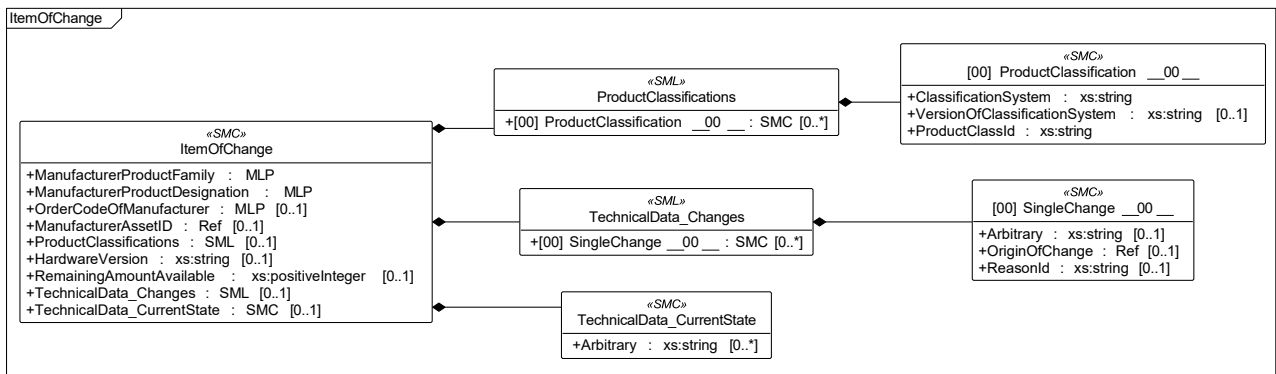 ItemOfChange
«SMC»
ItemOfChange
+ManufacturerProductFamily : MLP
+ManufacturerProductDesignation : MLP
+OrderCodeOfManufacturer : MLP [0..1]
+ManufacturerAssetID : Ref [0..1]
+ProductClassifications : SML [0..1]
+HardwareVersion : xs:string [0..1]
+RemainingAmountAvailable : xs:positiveInteger [0..1]
+TechnicalData_Changes : SML [0..1]
+TechnicalData_CurrentState : SMC [0..1]
«SML»
ProductClassifications
+[00] ProductClassification __00 __ : SMC [0..*]
«SMC»
[00] ProductClassification __00 __
+ClassificationSystem : xs:string
+VersionOfClassificationSystem : xs:string [0..1]
+ProductClassId : xs:string
«SML»
TechnicalData_Changes
+[00] SingleChange __00 __ : SMC [0..*]
«SMC»
[00] SingleChange __00 __
+Arbitrary : xs:string [0..1]
+OriginOfChange : Ref [0..1]
+ReasonId : xs:string [0..1]
«SMC»
TechnicalData_CurrentState
+Arbitrary : xs:string [0..*]